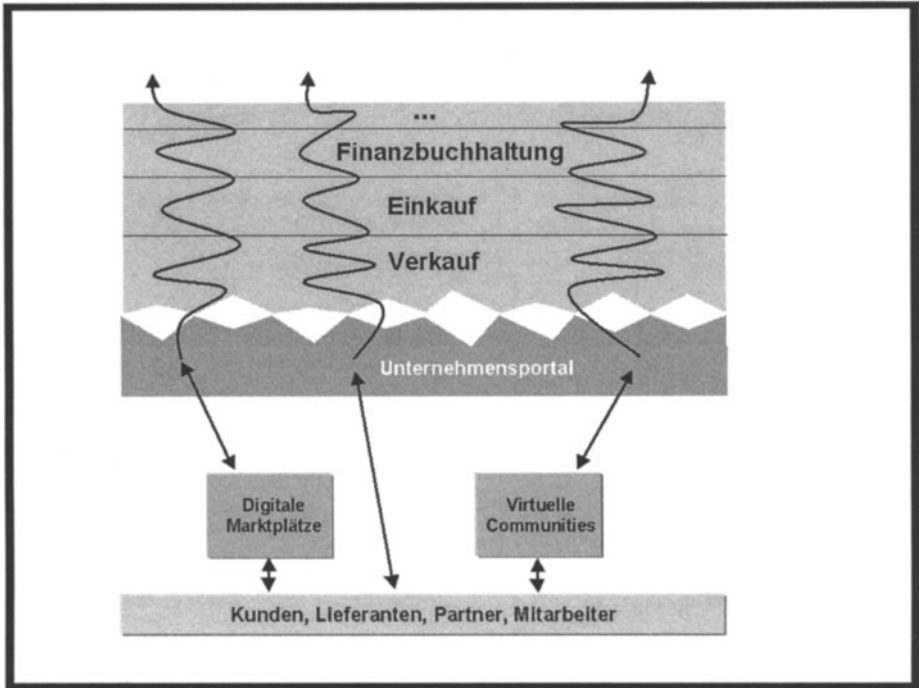 ...
Finanzbuchhaltung
Einkauf
Verkauf
Unternehmensportal
Digitale
Marktplätze
Virtuelle
Communities
Kunden, Lieferanten, Partner, Mitarbeiter